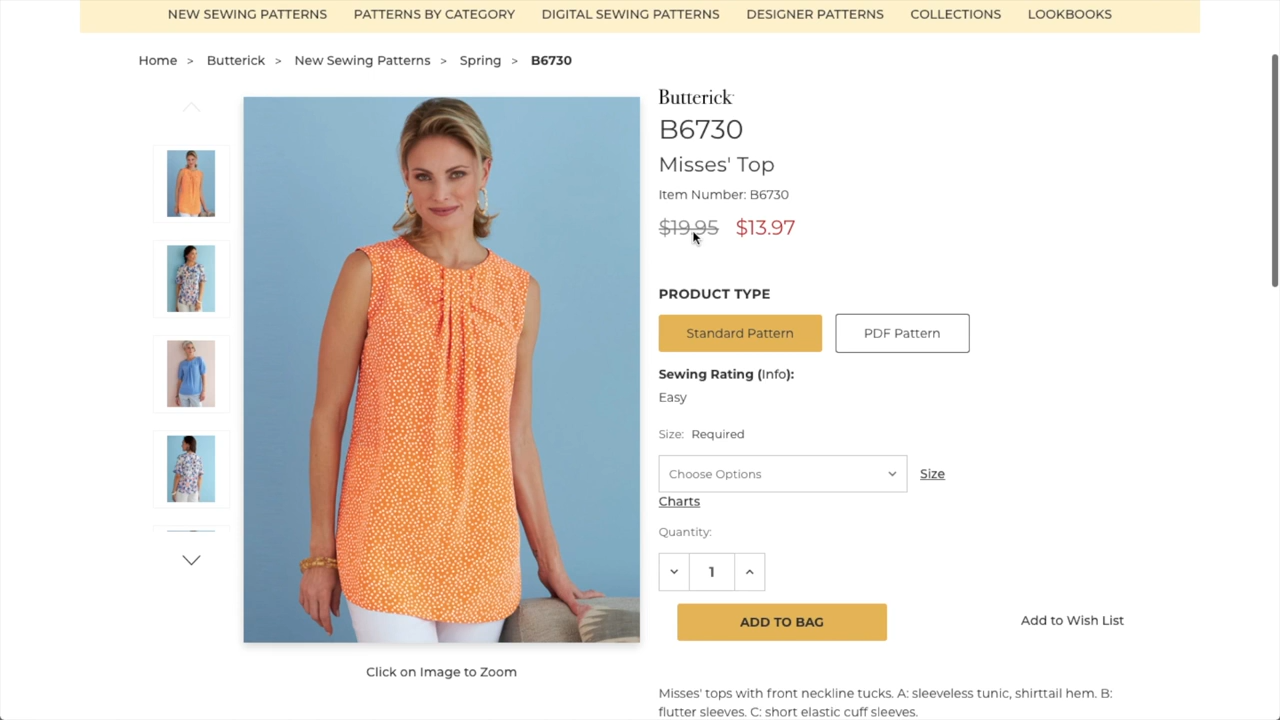 NEW SEWING PATTERNS PATTERNS BY CATEGORY DIGITAL SEWING PATTERNS DESIGNER PATTERNS COLLECTIONS LOOKBOOKS
Home > Butterick > New Sewing Patterns > Spring > B6730
Butterick
B6730
Misses' Top
Item Number: B6730
$19.95 $13.97
PRODUCT TYPE
Standard Pattern PDF Pattern
Sewing Rating (Info):
Easy
Size: Required
Choose Options Size
Charts
Quantity:
1
ADD TO BAG Add to Wish List
Click on Image to Zoom
Misses' tops with front neckline tucks. A: sleeveless tunic, shirttail hem. B:
flutter sleeves. C: short elastic cuff sleeves.